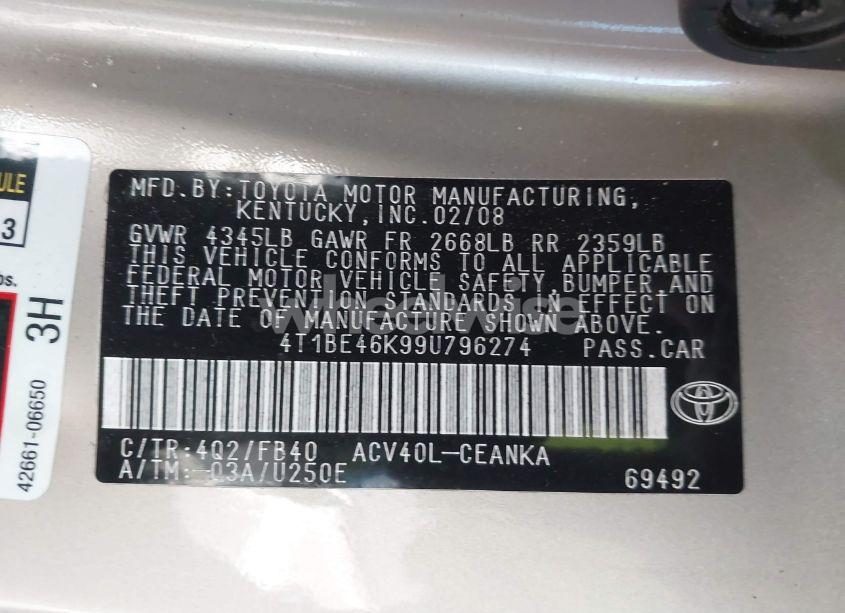 MFD.BY:TOYOTA MOTOR MANUFACTURING,
KENTUCKY,INC.02/08
GVWR 4345LB GAWR FR 2668LB RR 2359LB
THIS VEHICLE CONFORMS TO ALL APPLICABLE
FEDERAL MOTOR VEHICLE SAFETY,BUMPER,AND
THEFT PREVENTION STANDARDS IN EFFECT ON
THE DATE OF MANUFACTURE SHOWN ABOVE.
4T1BE46K99U796274 PASS.CAR
C/TR:4Q2/FB40 ACV40L-CEANKA
A/TM:-03A/U250E
69492
3
3H
42661-06650